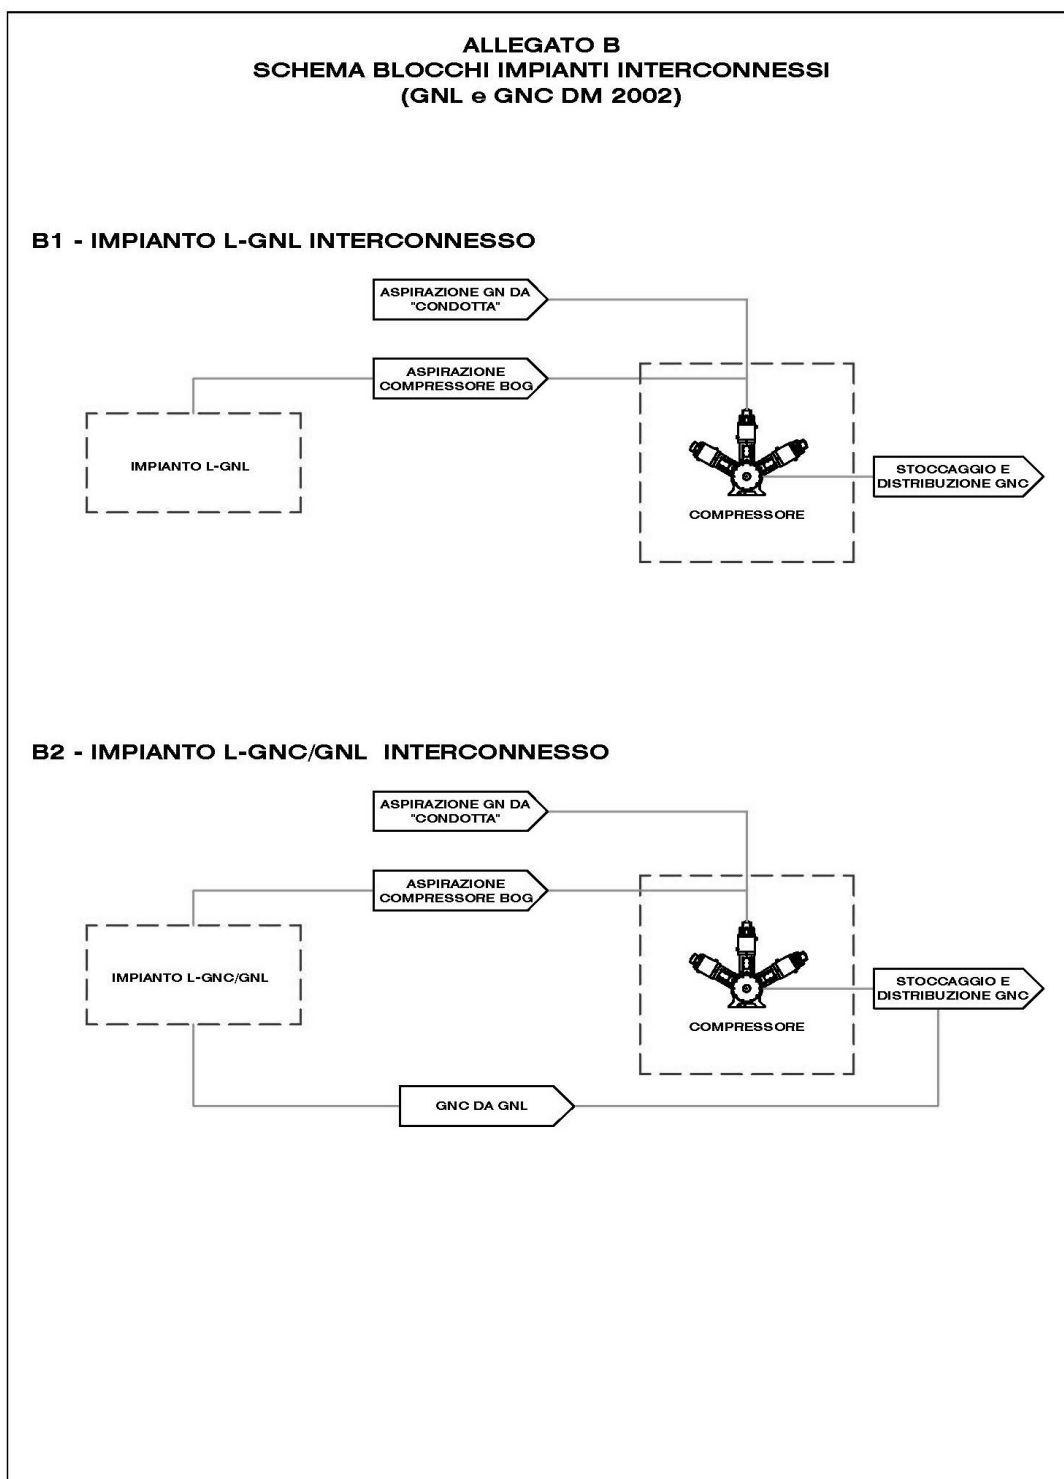 ALLEGATO B
SCHEMA BLOCCHI IMPIANTI INTERCONNESSI
(GNL e GNC DM 2002)
B1 - IMPIANTO L-GNL INTERCONNESSO
ASPIRAZIONE GN DA
"CONDOTTA"
ASPIRAZIONE
COMPRESSORE BOG
IMPIANTO L-GNL
STOCCAGGIO E
DISTRIBUZIONE GNC
COMPRESSORE
B2 - IMPIANTO L-GNC/GNL INTERCONNESSO
ASPIRAZIONE GN DA
"CONDOTTA"
ASPIRAZIONE
COMPRESSORE BOG
IMPIANTO L-GNC/GNL
STOCCAGGIO E
DISTRIBUZIONE GNC
COMPRESSORE
GNC DA GNL